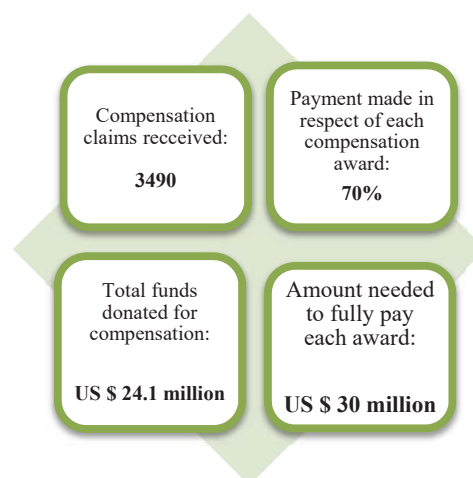 Compensation
claims recceived:
3490
Payment made in
respect of each
compensation
award:
70%
Total funds
donated for
compensation:
US $ 24.1 million
Amount needed
to fully pay
each award:
US $ 30 million